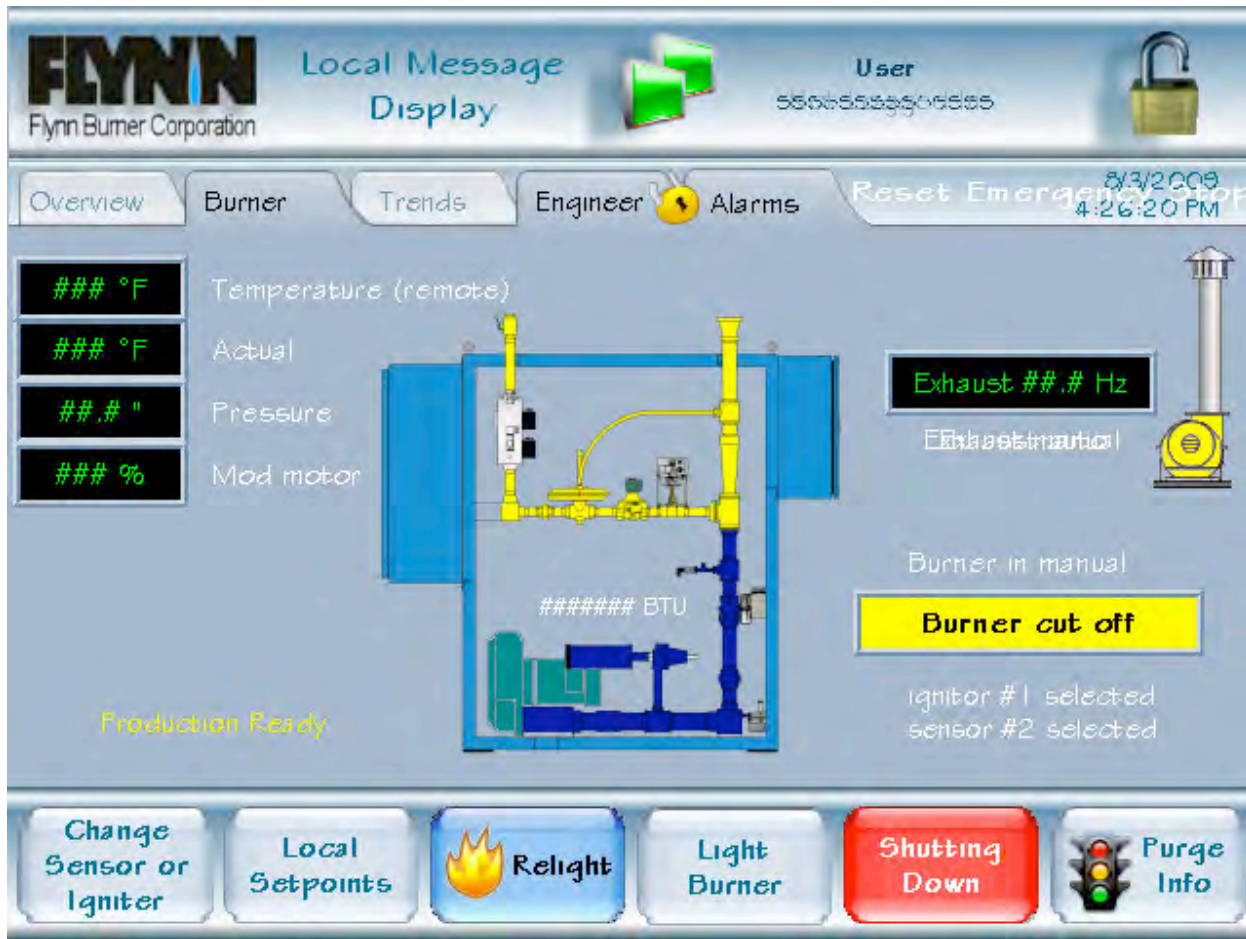 FLYNN
Flynn Burner Corporation
Local Message
Display
User
Overview
Burner
Trends
Engineer
Alarms
Reset Emergency Stop
8/3/2009
4:26:20 PM
### °F
Temperature (remote)
### °F
Actual
##.# "
Pressure
### %
Mod motor
Exhaust ##.# Hz
####### BTU
Burner in manual
Burner cut off
ignitor #1 selected
sensor #2 selected
Production Ready
Change
Sensor or
Igniter
Local
Setpoints
Relight
Light
Burner
Shutting
Down
Purge
Info